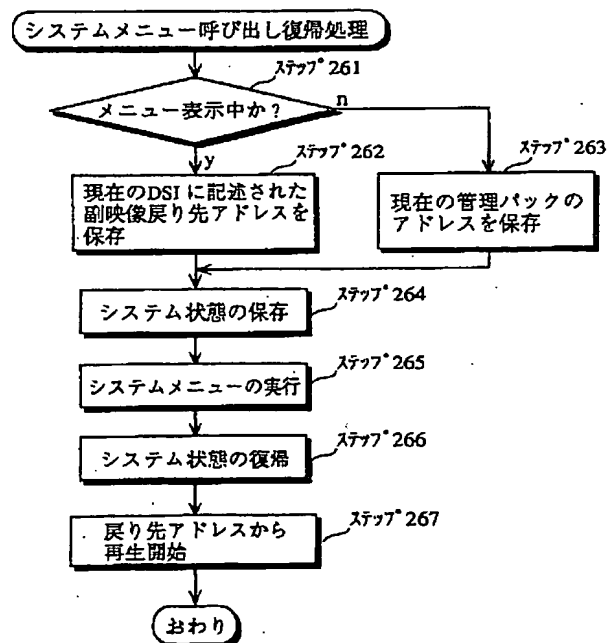 システムメニュー呼び出し復帰処理
ステップ261
メニュー表示中か？
n
y
ステップ262
現在のDSIに記述された
副映像戻り先アドレスを
保存
ステップ263
現在の管理パックの
アドレスを保存
ステップ264
システム状態の保存
ステップ265
システムメニューの実行
ステップ266
システム状態の復帰
ステップ267
戻り先アドレスから
再生開始
おわり